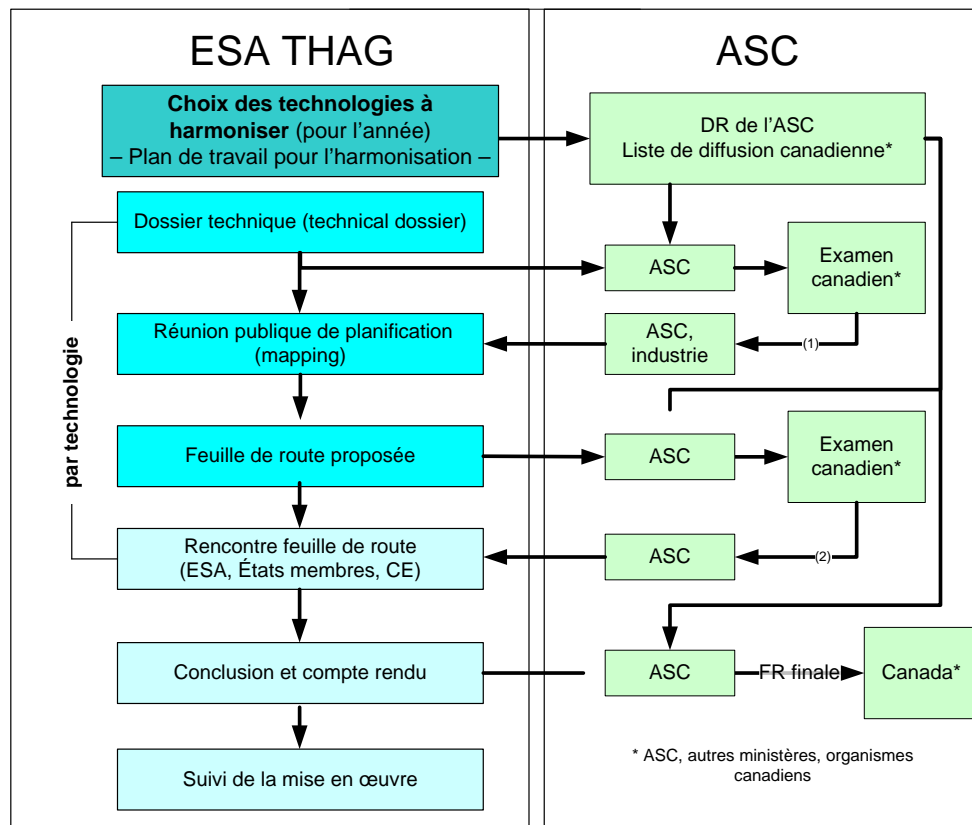 ESA THAG
ASC
Choix des technologies à
harmoniser (pour l'année)
– Plan de travail pour l'harmonisation –
DR de l'ASC
Liste de diffusion canadienne*
Dossier technique (technical dossier)
ASC
Examen
canadien*
Réunion publique de planification
(mapping)
ASC,
industrie
(1)
par technologie
Feuille de route proposée
ASC
Examen
canadien*
Rencontre feuille de route
(ESA, États membres, CE)
ASC
(2)
Conclusion et compte rendu
ASC
FR finale
Canada*
Suivi de la mise en œuvre
* ASC, autres ministères, organismes
canadiens